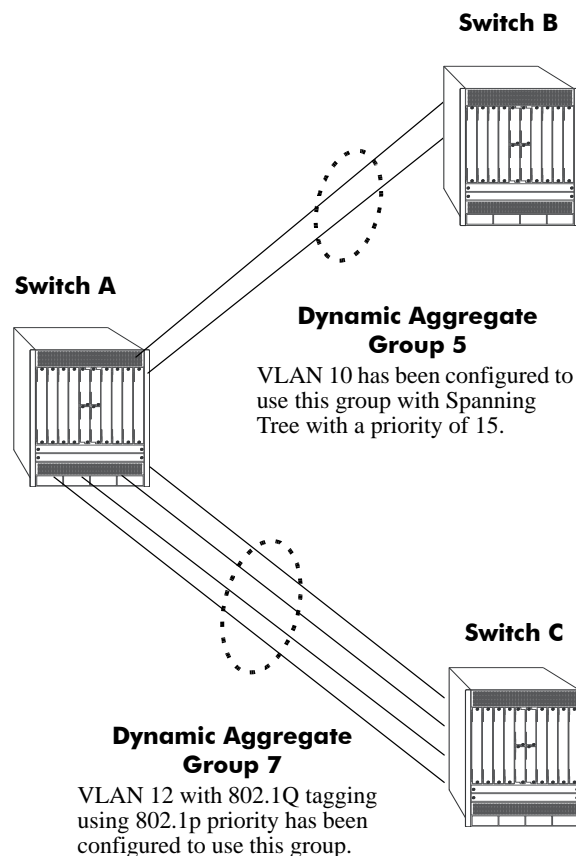 Switch B
Switch A
Dynamic Aggregate
Group 5
VLAN 10 has been configured to
use this group with Spanning
Tree with a priority of 15.
Switch C
Dynamic Aggregate
Group 7
VLAN 12 with 802.1Q tagging
using 802.1p priority has been
configured to use this group.